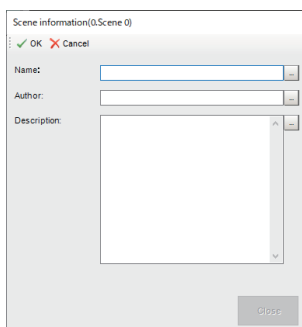 Scene information(0.Scene 0)
OK Cancel
Name:
...
Author:
...
Description:
...
Close